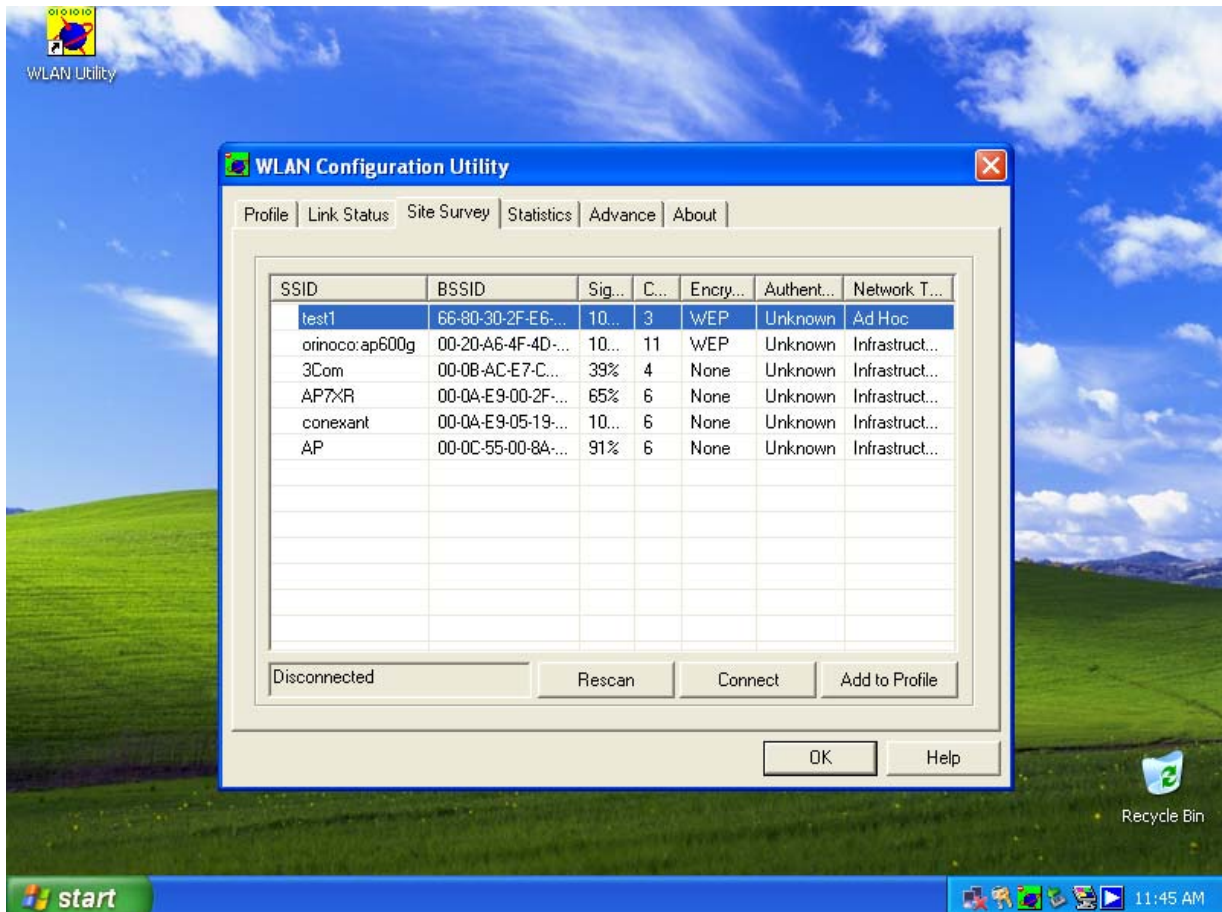 010 1010
WLAN Utility
WLAN Configuration Utility
Profile Link Status Site Survey Statistics Advance About
SSID BSSID Sig... C... Encry... Authent... Network T...
test1 66-80-30-2F-E6-... 10... 3 WEP Unknown Ad Hoc
orinoco:ap600g 00-20-A6-4F-4D-... 10... 11 WEP Unknown Infrastruct...
3Com 00-0B-AC-E7-C... 39% 4 None Unknown Infrastruct...
AP7XR 00-0A-E9-00-2F-... 65% 6 None Unknown Infrastruct...
conexant 00-0A-E9-05-19-... 10... 6 None Unknown Infrastruct...
AP 00-0C-55-00-8A-... 91% 6 None Unknown Infrastruct...
Disconnected Rescan Connect Add to Profile
OK Help
Recycle Bin
start 11:45 AM